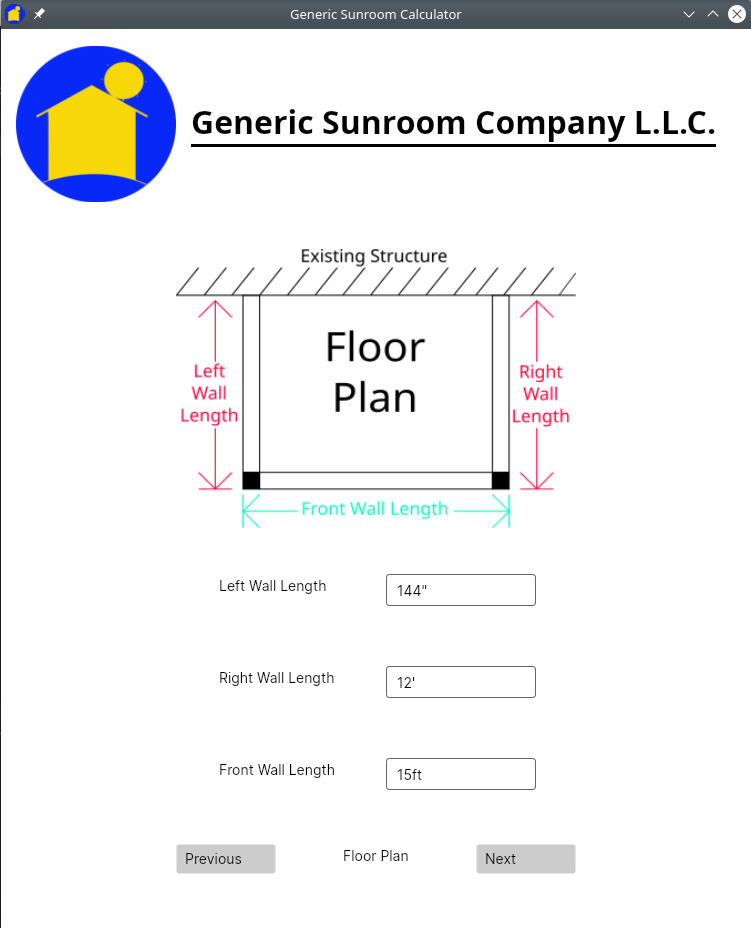 Generic Sunroom Calculator
Generic Sunroom Company L.L.C.
Existing Structure
Floor
Plan
Left
Wall
Length
Right
Wall
Length
Front Wall Length
Left Wall Length
144"
Right Wall Length
12'
Front Wall Length
15ft
Previous
Floor Plan
Next